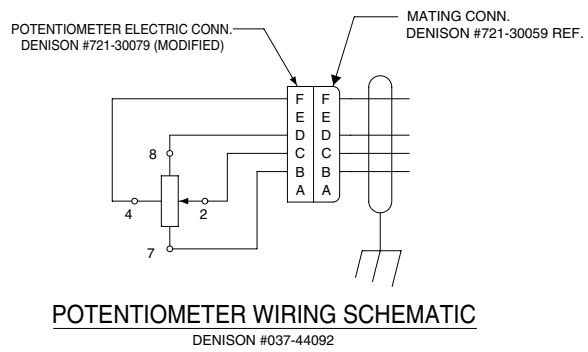 POTENTIOMETER ELECTRIC CONN.
DENISON #721-30079 (MODIFIED)
MATING CONN.
DENISON #721-30059 REF.
F F
E E
D D
C C
B B
A A
8
4
2
7
POTENTIOMETER WIRING SCHEMATIC
DENISON #037-44092